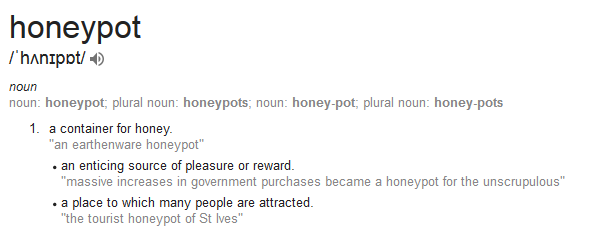 honeypot
/ˈhʌnɪpɒt/
noun
noun: honeypot; plural noun: honeypots; noun: honey-pot; plural noun: honey-pots
1. a container for honey.
"an earthenware honeypot"
• an enticing source of pleasure or reward.
"massive increases in government purchases became a honeypot for the unscrupulous"
• a place to which many people are attracted.
"the tourist honeypot of St Ives"